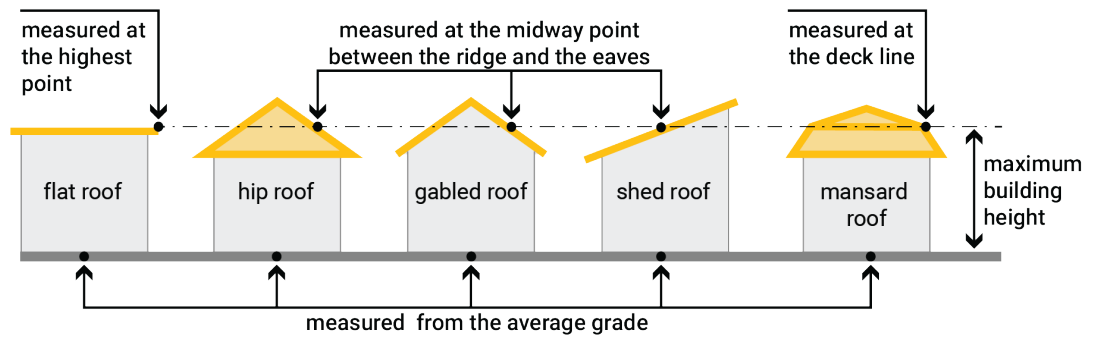 measured at
the highest
point
measured at the midway point
between the ridge and the eaves
measured at
the deck line
flat roof
hip roof
gabled roof
shed roof
mansard
roof
maximum
building
height
measured from the average grade